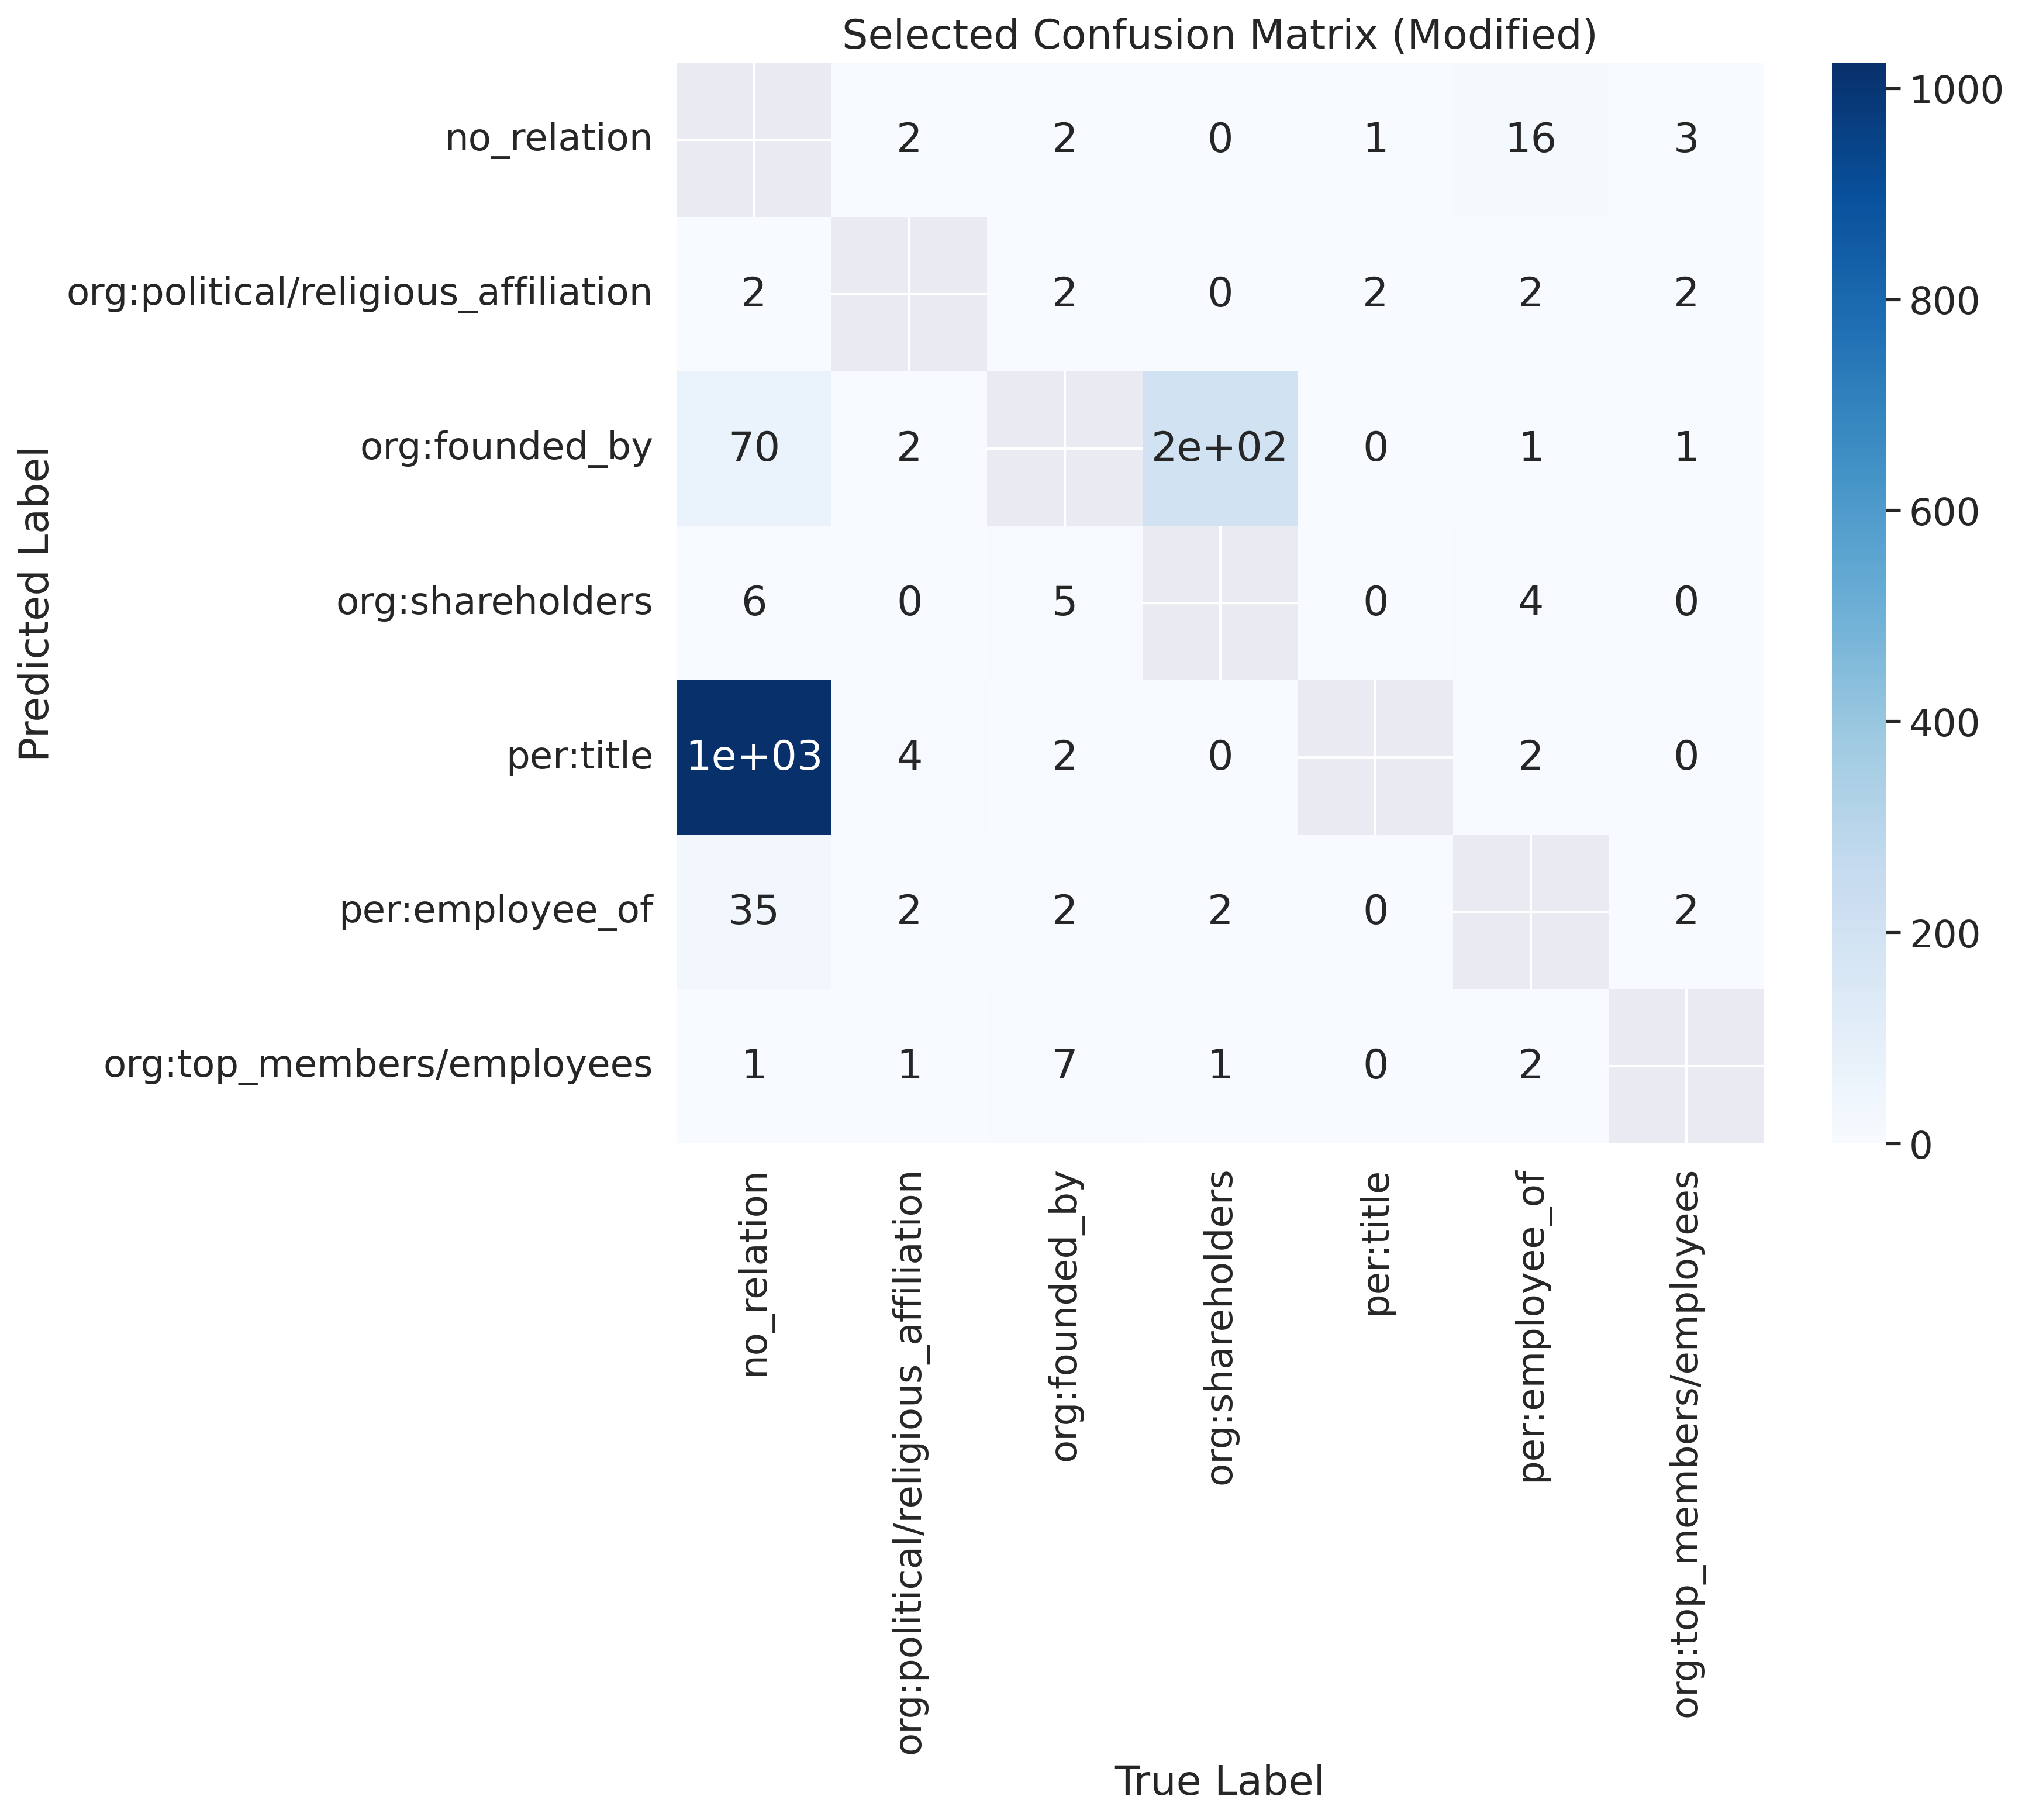 Selected Confusion Matrix (Modified)
no_relation 2 2 0 1 16 3
org:political/religious_affiliation 2 2 0 2 2 2
org:founded_by 70 2 2e+02 0 1 1
org:shareholders 6 0 5 0 4 0
per:title 1e+03 4 2 0 2 0
per:employee_of 35 2 2 2 0 2
org:top_members/employees 1 1 7 1 0 2
Predicted Label
no_relation
org:political/religious_affiliation
org:founded_by
org:shareholders
per:title
per:employee_of
org:top_members/employees
True Label
1000
800
600
400
200
0